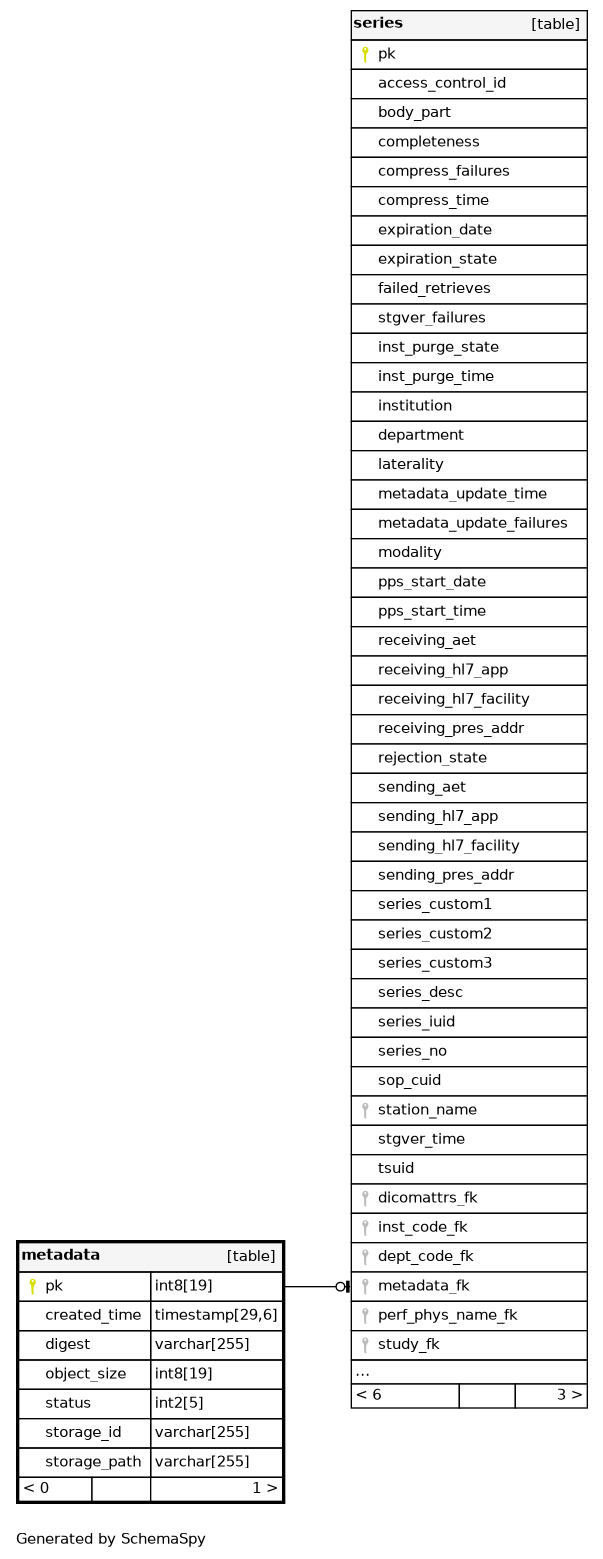 series [table]
pk
access_control_id
body_part
completeness
compress_failures
compress_time
expiration_date
expiration_state
failed_retrieves
stgver_failures
inst_purge_state
inst_purge_time
institution
department
laterality
metadata_update_time
metadata_update_failures
modality
pps_start_date
pps_start_time
receiving_aet
receiving_hl7_app
receiving_hl7_facility
receiving_pres_addr
rejection_state
sending_aet
sending_hl7_app
sending_hl7_facility
sending_pres_addr
series_custom1
series_custom2
series_custom3
series_desc
series_iuid
series_no
sop_cuid
station_name
stgver_time
tsuid
dicomattrs_fk
inst_code_fk
dept_code_fk
metadata_fk
perf_phys_name_fk
study_fk
...
< 6 3 >
metadata [table]
pk int8[19]
created_time timestamp[29,6]
digest varchar[255]
object_size int8[19]
status int2[5]
storage_id varchar[255]
storage_path varchar[255]
< 0 1 >
Generated by SchemaSpy